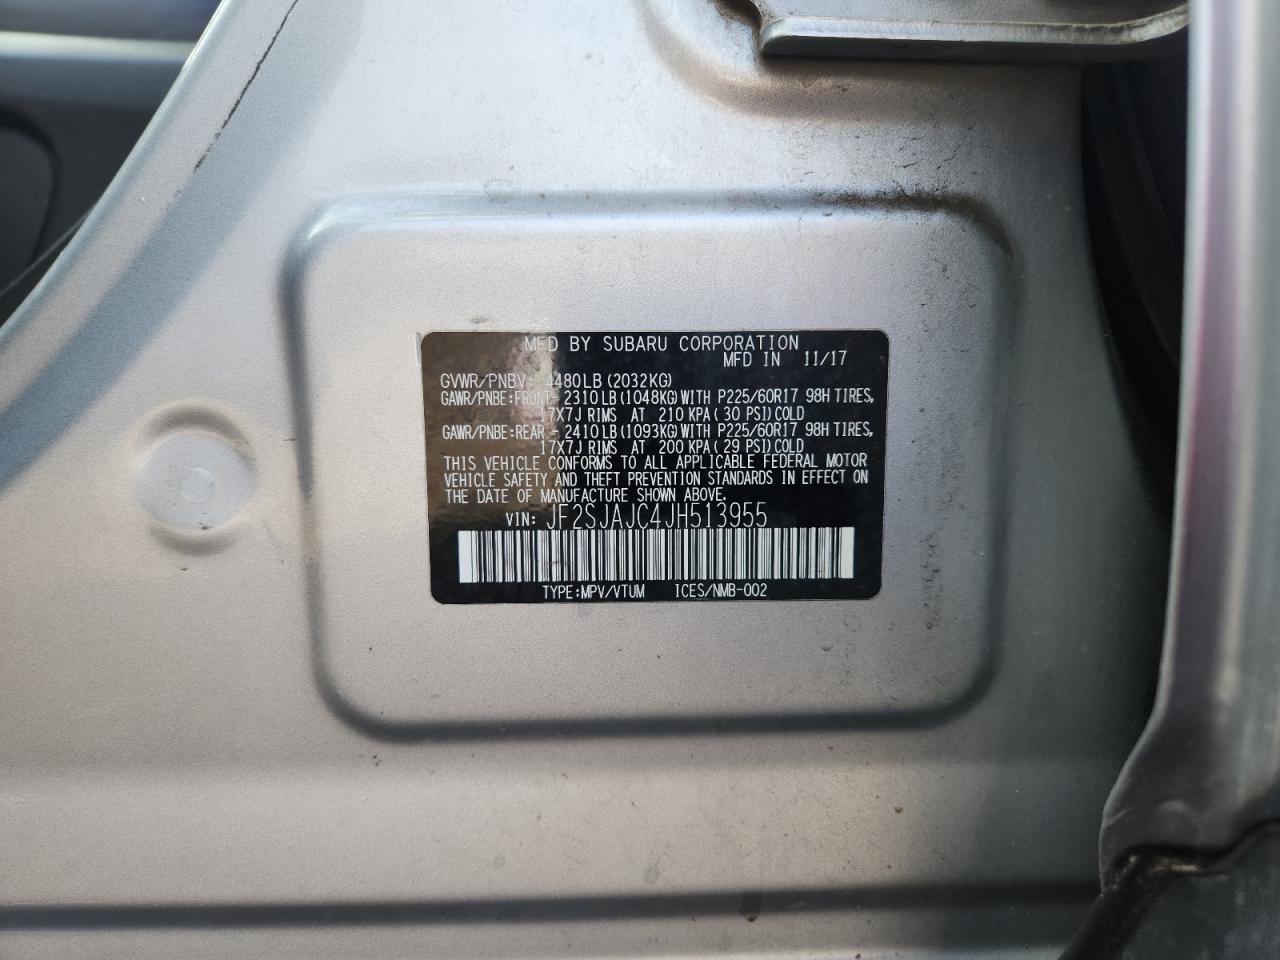 MFD BY SUBARU CORPORATION
MFD IN 11/17
GVWR/PNBV: 4480LB (2032KG)
GAWR/PNBE:FRONT- 2310LB(1048KG)WITH P225/60R17 98H TIRES,
17X7J RIMS AT 210 KPA( 30 PSI)COLD
GAWR/PNBE:REAR - 2410LB(1093KG)WITH P225/60R17 98H TIRES,
17X7J RIMS AT 200 KPA( 29 PSI)COLD
THIS VEHICLE CONFORMS TO ALL APPLICABLE FEDERAL MOTOR
VEHICLE SAFETY AND THEFT PREVENTION STANDARDS IN EFFECT ON
THE DATE OF MANUFACTURE SHOWN ABOVE.
VIN: JF2SJAJC4JH513955
TYPE:MPV/VTUM ICES/NMB-002